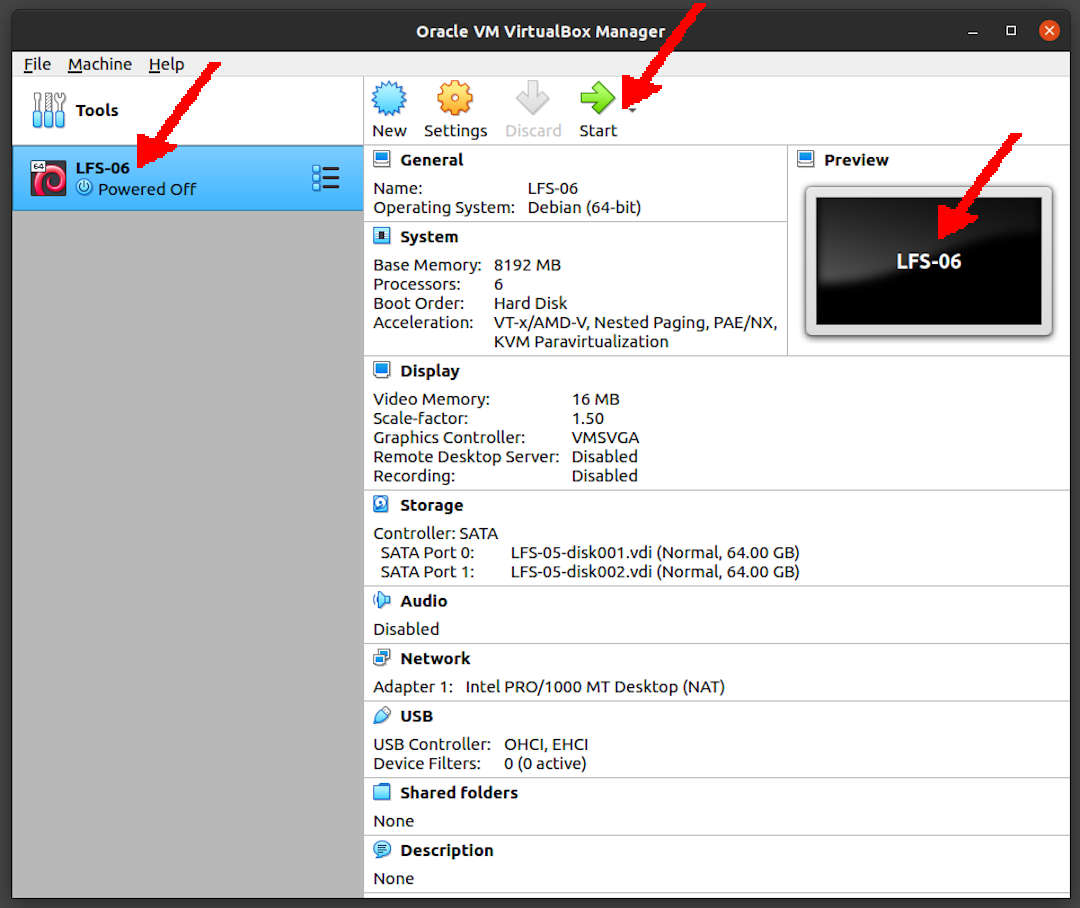 Oracle VM VirtualBox Manager
File Machine Help
Tools
64
LFS-06
Powered Off
New Settings Discard Start
General
Name: LFS-06
Operating System: Debian (64-bit)
System
Base Memory: 8192 MB
Processors: 6
Boot Order: Hard Disk
Acceleration: VT-x/AMD-V, Nested Paging, PAE/NX,
KVM Paravirtualization
Preview
LFS-06
Display
Video Memory: 16 MB
Scale-factor: 1.50
Graphics Controller: VMSVGA
Remote Desktop Server: Disabled
Recording: Disabled
Storage
Controller: SATA
SATA Port 0: LFS-05-disk001.vdi (Normal, 64.00 GB)
SATA Port 1: LFS-05-disk002.vdi (Normal, 64.00 GB)
Audio
Disabled
Network
Adapter 1: Intel PRO/1000 MT Desktop (NAT)
USB
USB Controller: OHCI, EHCI
Device Filters: 0 (0 active)
Shared folders
None
Description
None